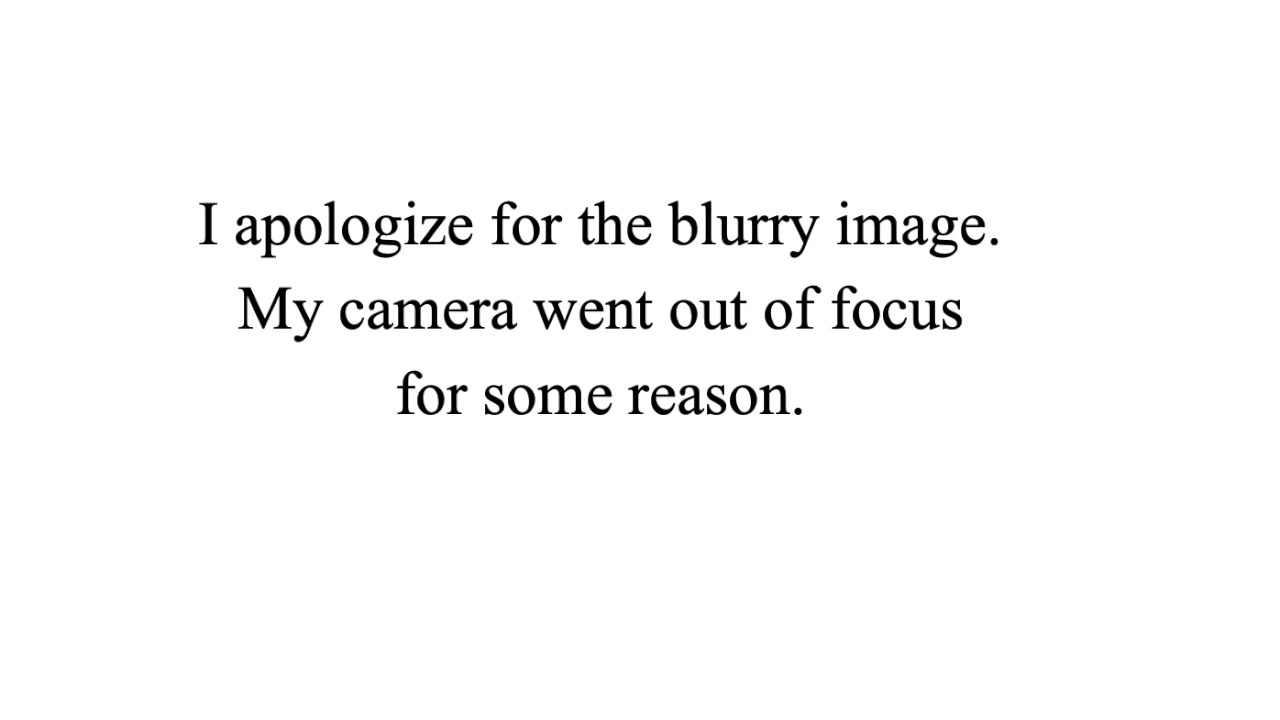 I apologize for the blurry image.
My camera went out of focus
for some reason.